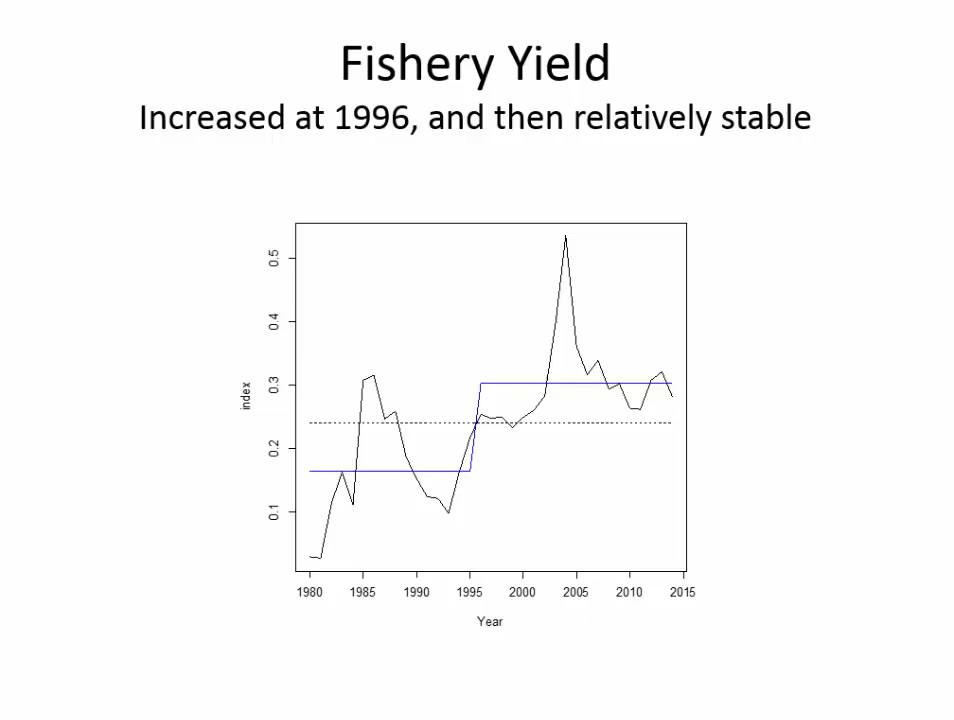 Fishery Yield
Increased at 1996, and then relatively stable
0.5
0.4
0.3
0.2
0.1
index
1980 1985 1990 1995 2000 2005 2010 2015
Year